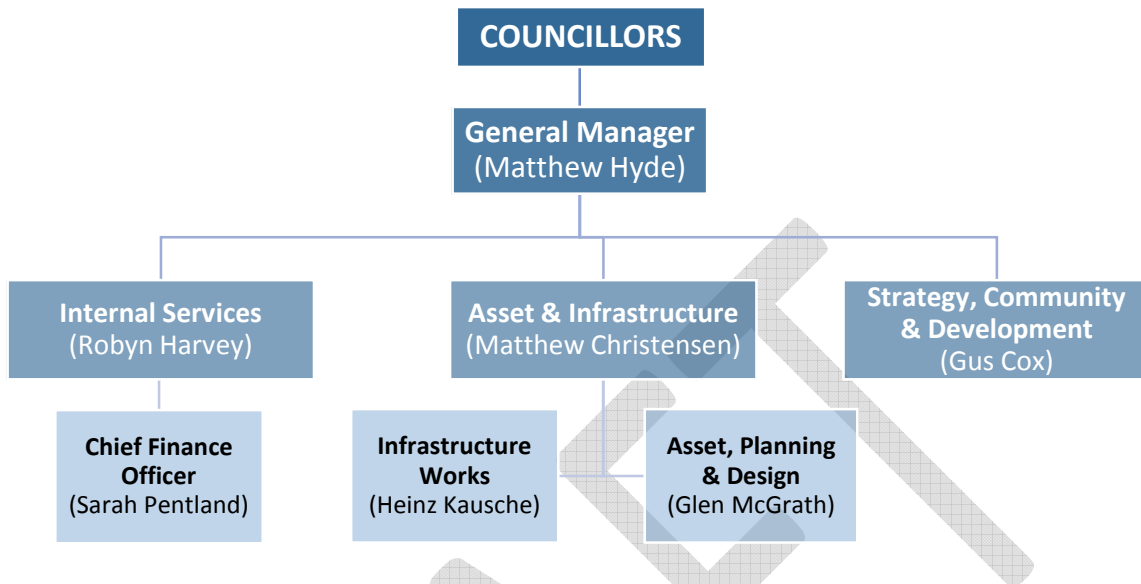 COUNCILLORS
General Manager
(Matthew Hyde)
Internal Services
(Robyn Harvey)
Asset & Infrastructure
(Matthew Christensen)
Strategy, Community
& Development
(Gus Cox)
Chief Finance
Officer
(Sarah Pentland)
Infrastructure
Works
(Heinz Kausche)
Asset, Planning
& Design
(Glen McGrath)